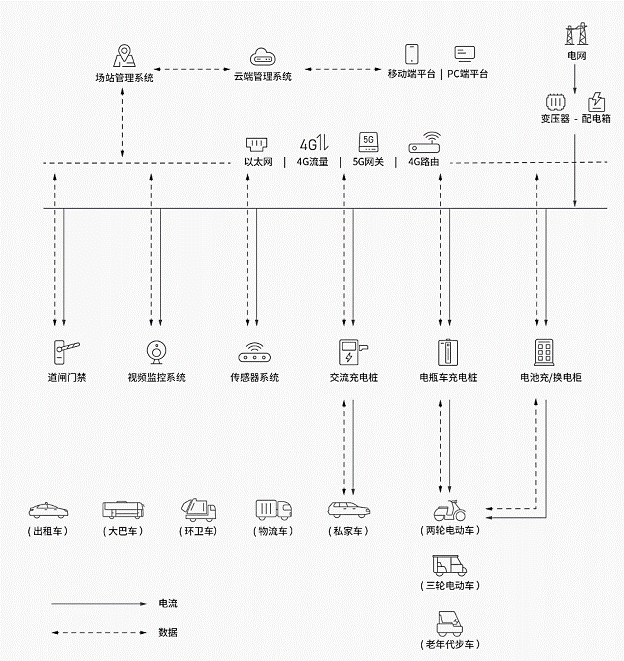 电网
场站管理系统
云端管理系统
移动端平台 | PC端平台
变压器 - 配电箱
4G
5G
以太网 | 4G流量 | 5G网关 | 4G路由
道闸门禁
视频监控系统
传感器系统
交流充电桩
电瓶车充电桩
电池充/换电柜
(出租车)
(大巴车)
(环卫车)
(物流车)
(私家车)
(两轮电动车)
(三轮电动车)
(老年代步车)
电流
数据